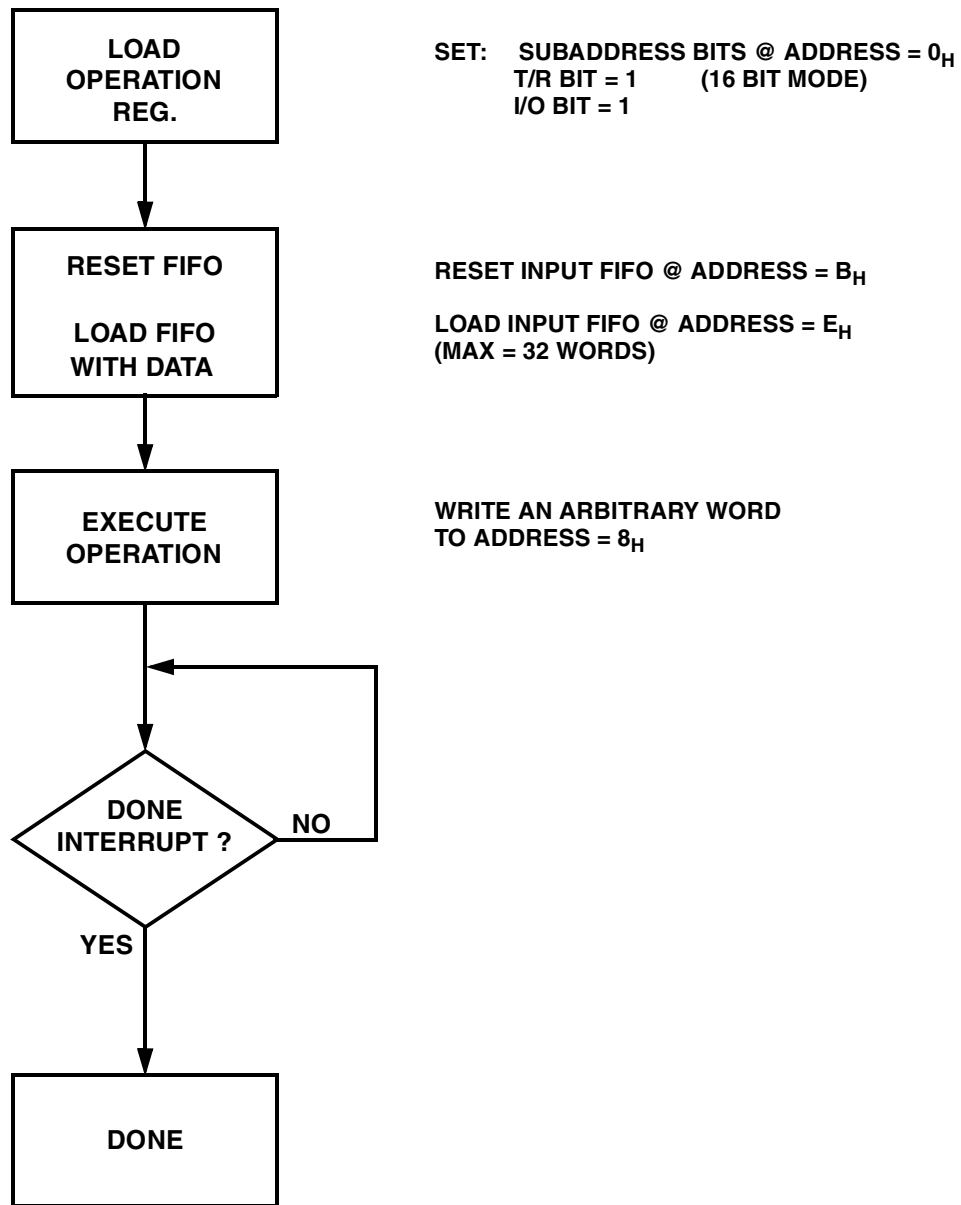 LOAD
OPERATION
REG.
SET: SUBADDRESS BITS @ ADDRESS = 0H
T/R BIT = 1 (16 BIT MODE)
I/O BIT = 1
RESET FIFO
LOAD FIFO
WITH DATA
RESET INPUT FIFO @ ADDRESS = BH
LOAD INPUT FIFO @ ADDRESS = EH
(MAX = 32 WORDS)
EXECUTE
OPERATION
WRITE AN ARBITRARY WORD
TO ADDRESS = 8H
DONE
INTERRUPT ?
NO
YES
DONE